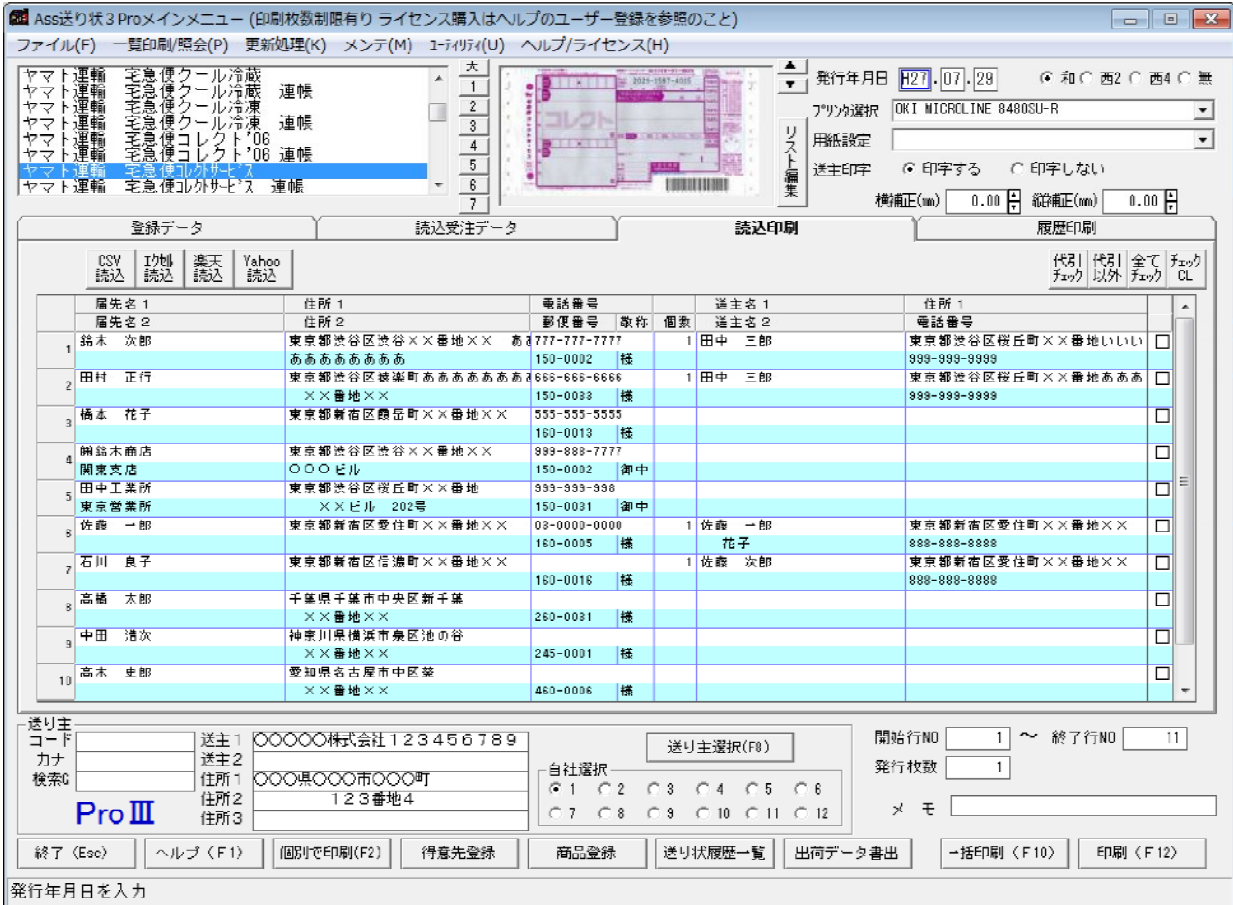 Ass送り状３Proメインメニュー (印刷枚数制限有り ライセンス購入はヘルプのユーザー登録を参照のこと)
ファイル(F) 一覧印刷/照会(P) 更新処理(K) メンテ(M) ﾕｰﾃｨﾘﾃｨ(U) ヘルプ/ライセンス(H)
ヤマト運輸 宅急便クール冷蔵
ヤマト運輸 宅急便クール冷蔵 連帳
ヤマト運輸 宅急便クール冷凍
ヤマト運輸 宅急便クール冷凍 連帳
ヤマト運輸 宅急便コレクト'06
ヤマト運輸 宅急便コレクト'06 連帳
ヤマト運輸 宅急便ｺﾚｸﾄｻｰﾋﾞｽ
ヤマト運輸 宅急便ｺﾚｸﾄｻｰﾋﾞｽ 連帳
大
1
2
3
4
5
6
7
コレクト
▲
▼
リスト編集
発行年月日 H27.07.29 和 西2 西4 無
ﾌﾟﾘﾝﾀ選択 OKI MICROLINE 8480SU-R
用紙設定
送主印字 印字する 印字しない
横補正(mm) 0.00 縦補正(mm) 0.00
登録データ 読込受注データ 読込印刷 履歴印刷
CSV読込 ｴｸｾﾙ読込 楽天読込 Yahoo読込 代引ﾁｪｯｸ 代引以外 全てﾁｪｯｸ ﾁｪｯｸCL
届先名１ 住所１ 電話番号 送主名１ 住所１
届先名２ 住所２ 郵便番号 敬称 個数 送主名２ 電話番号
1 鈴木 次郎 東京都渋谷区渋谷××番地×× ああ 777-777-7777 1 田中 三郎 東京都渋谷区桜丘町××番地いいい
あああああああ 150-0002 様 999-999-9999
2 田村 正行 東京都渋谷区猿楽町あああああああ 666-666-6666 1 田中 三郎 東京都渋谷区桜丘町××番地あああ
××番地×× 150-0033 様 999-999-9999
3 橋本 花子 東京都新宿区霞岳町××番地×× 555-555-5555
160-0013 様
4 ㈱鈴木商店 東京都渋谷区渋谷××番地×× 999-888-7777
関東支店 ○○○ビル 150-0002 御中
5 田中工業所 東京都渋谷区桜丘町××番地 999-999-998
東京営業所 ××ビル 202号 150-0031 御中
6 佐藤 一郎 東京都新宿区愛住町××番地×× 03-0000-0000 1 佐藤 一郎 東京都新宿区愛住町××番地××
160-0005 様 花子 888-888-8888
7 石川 良子 東京都新宿区信濃町××番地×× 1 佐藤 次郎 東京都新宿区愛住町××番地××
160-0016 様 888-888-8888
8 高橋 太郎 千葉県千葉市中央区新千葉
××番地×× 260-0031 様
9 中田 浩次 神奈川県横浜市泉区池の谷
××番地×× 245-0001 様
10 高木 史郎 愛知県名古屋市中区葵
××番地×× 460-0006 様
送り主
コード 送主１ ○○○○○株式会社１２３４５６７８９
カナ 送主２
検索G 住所１ ○○○県○○○市○○○町
住所２ １２３番地4
住所３
ProⅢ
送り主選択(F8)
自社選択
1 2 3 4 5 6
7 8 9 10 11 12
開始行NO 1 ～ 終了行NO 11
発行枚数 1
メ モ
終了（Esc） ヘルプ（Ｆ1） 個別で印刷(F2) 得意先登録 商品登録 送り状履歴一覧 出荷データ書出 一括印刷（Ｆ10） 印刷（Ｆ12）
発行年月日を入力